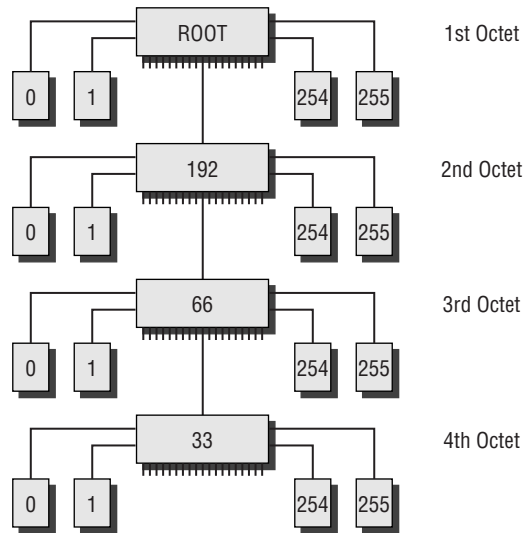 ROOT 1st Octet
0 1 254 255
192 2nd Octet
0 1 254 255
66 3rd Octet
0 1 254 255
33 4th Octet
0 1 254 255